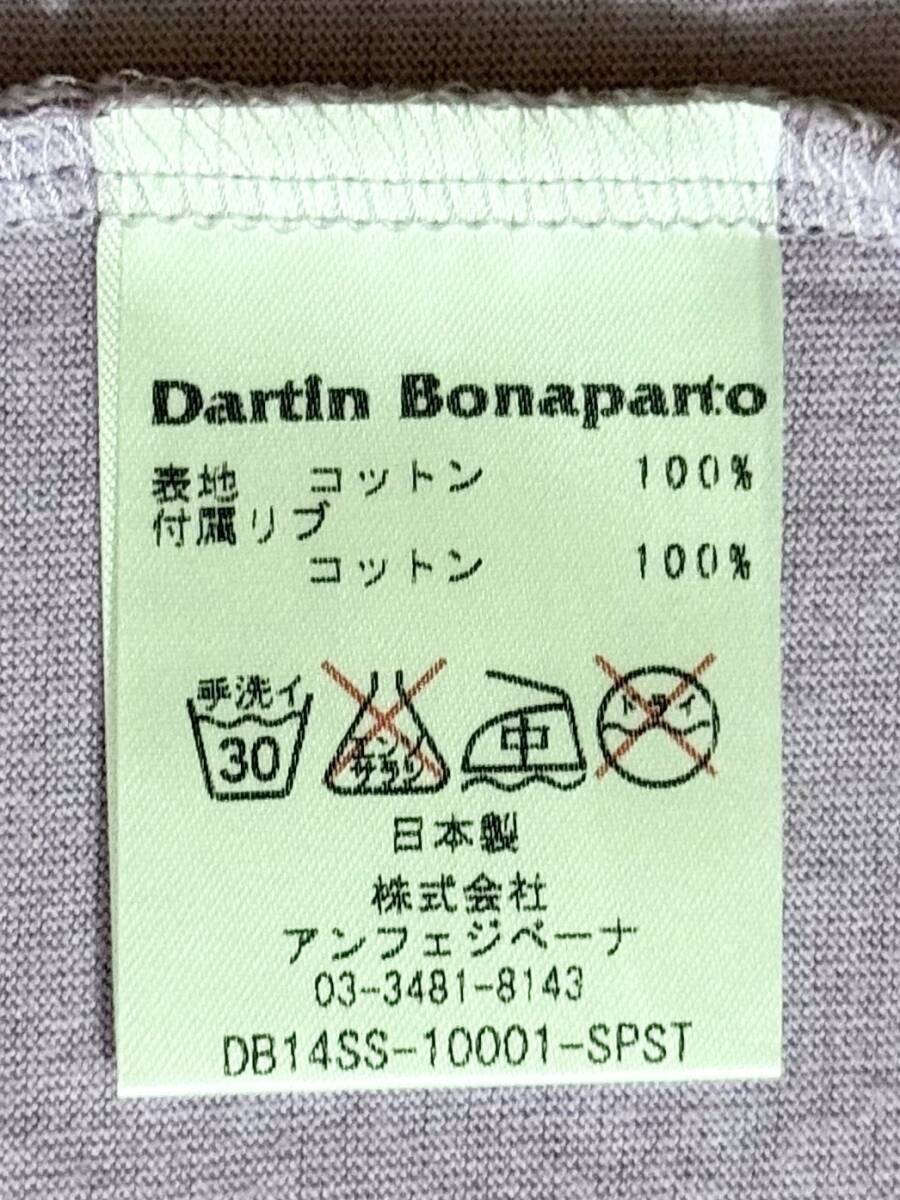 Dartin Bonaparto
表地 コットン 100%
付属リブ
コットン 100%
手洗イ
30
エンソ
サラシ
中
ドライ
日本製
株式会社
アンフェジベーナ
03-3481-8143
DB14SS-10001-SPST